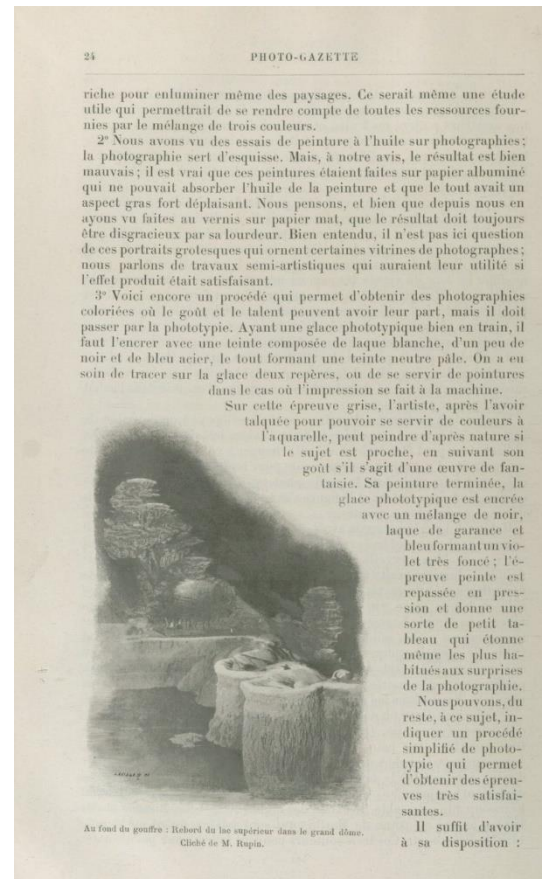 24
PHOTO-GAZETTE
riche pour enluminer même des paysages. Ce serait même une étude
utile qui permettrait de se rendre compte de toutes les ressources four-
nies par le mélange de trois couleurs.
2° Nous avons vu des essais de peinture à l'huile sur photographies;
la photographie sert d'esquisse. Mais, à notre avis, le résultat est bien
mauvais; il est vrai que ces peintures étaient faites sur papier albuminé
qui ne pouvait absorber l'huile de la peinture et que le tout avait un
aspect gras fort déplaisant. Nous pensons, et bien que depuis nous en
ayons vu faites au vernis sur papier mat, que le résultat doit toujours
être disgracieux par sa lourdeur. Bien entendu, il n'est pas ici question
de ces portraits grotesques qui ornent certaines vitrines de photographes;
nous parlons de travaux semi-artistiques qui auraient leur utilité si
l'effet produit était satisfaisant.
3° Voici encore un procédé qui permet d'obtenir des photographies
coloriées où le goût et le talent peuvent avoir leur part, mais il doit
passer par la phototypie. Ayant une glace phototypique bien en train, il
faut l'encrer avec une teinte composée de laque blanche, d'un peu de
noir et de bleu acier, le tout formant une teinte neutre pâle. On a eu
soin de tracer sur la glace deux repères, ou de se servir de pointures
dans le cas où l'impression se fait à la machine.
Sur cette épreuve grise, l'artiste, après l'avoir
talquée pour pouvoir se servir de couleurs à
l'aquarelle, peut peindre d'après nature si
le sujet est proche, en suivant son
goût s'il s'agit d'une œuvre de fan-
taisie. Sa peinture terminée, la
glace phototypique est encrée
avec un mélange de noir,
laque de garance et
bleu formant un vio-
let très foncé; l'é-
preuve peinte est
repassée en pres-
sion et donne une
sorte de petit ta-
bleau qui étonne
même les plus ha-
bitués aux surprises
de la photographie.
Nous pouvons, du
reste, à ce sujet, in-
diquer un procédé
simplifié de photo-
typie qui permet
d'obtenir des épreu-
ves très satisfai-
santes.
Il suffit d'avoir
à sa disposition :
Au fond du gouffre : Rebord du lac supérieur dans le grand dôme.
Cliché de M. Rupin.